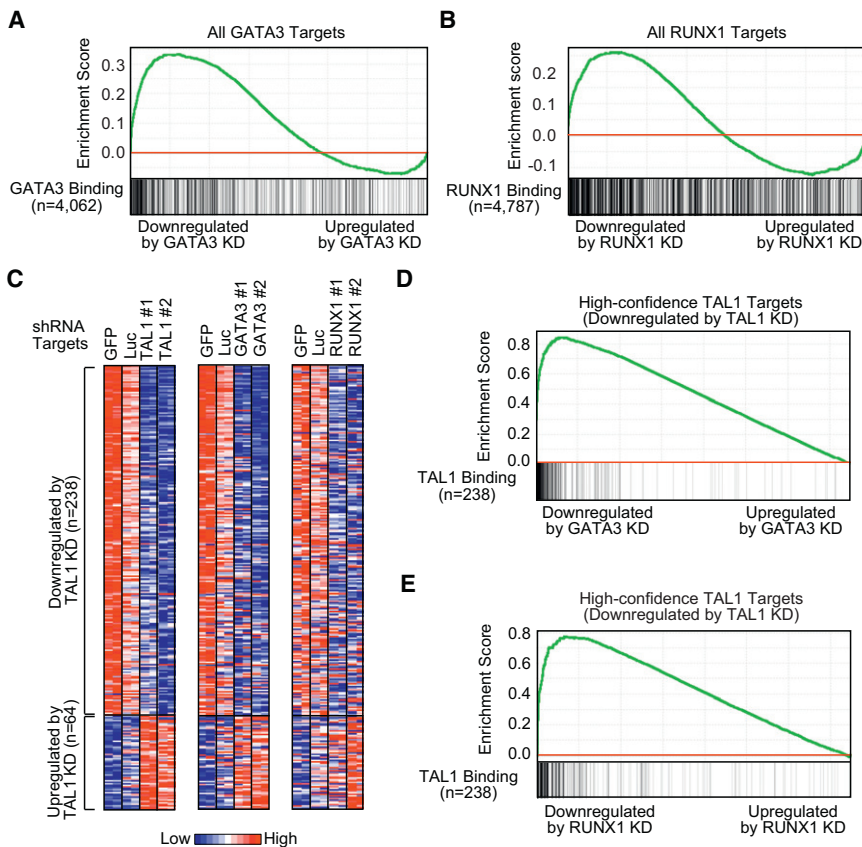 A
All GATA3 Targets
Enrichment Score
0.3
0.2
0.1
0.0
GATA3 Binding
(n=4,062)
Downregulated
by GATA3 KD
Upregulated
by GATA3 KD
B
All RUNX1 Targets
Enrichment score
0.2
0.1
0.0
-0.1
RUNX1 Binding
(n=4,787)
Downregulated
by RUNX1 KD
Upregulated
by RUNX1 KD
C
shRNA
Targets
GFP
Luc
TAL1 #1
TAL1 #2
GFP
Luc
GATA3 #1
GATA3 #2
GFP
Luc
RUNX1 #1
RUNX1 #2
Downregulated by
TAL1 KD (n=238)
Upregulated by
TAL1 KD (n=64)
Low
High
D
High-confidence TAL1 Targets
(Downregulated by TAL1 KD)
Enrichment Score
0.8
0.6
0.4
0.2
0.0
TAL1 Binding
(n=238)
Downregulated
by GATA3 KD
Upregulated
by GATA3 KD
E
High-confidence TAL1 Targets
(Downregulated by TAL1 KD)
Enrichment Score
0.8
0.6
0.4
0.2
0.0
TAL1 Binding
(n=238)
Downregulated
by RUNX1 KD
Upregulated
by RUNX1 KD